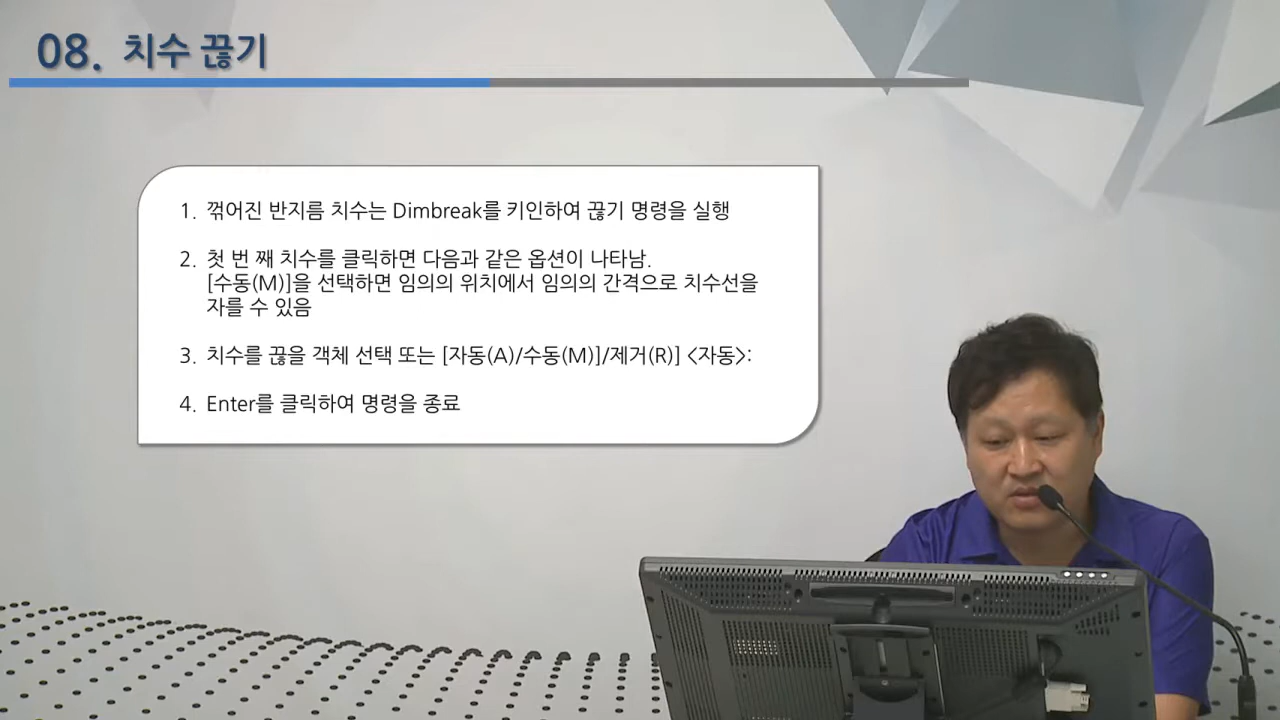 08. 치수 끊기
1. 꺾어진 반지름 치수는 Dimbreak를 키인하여 끊기 명령을 실행
2. 첫 번 째 치수를 클릭하면 다음과 같은 옵션이 나타남.
[수동(M)]을 선택하면 임의의 위치에서 임의의 간격으로 치수선을
자를 수 있음
3. 치수를 끊을 객체 선택 또는 [자동(A)/수동(M)]/제거(R)] <자동>:
4. Enter를 클릭하여 명령을 종료